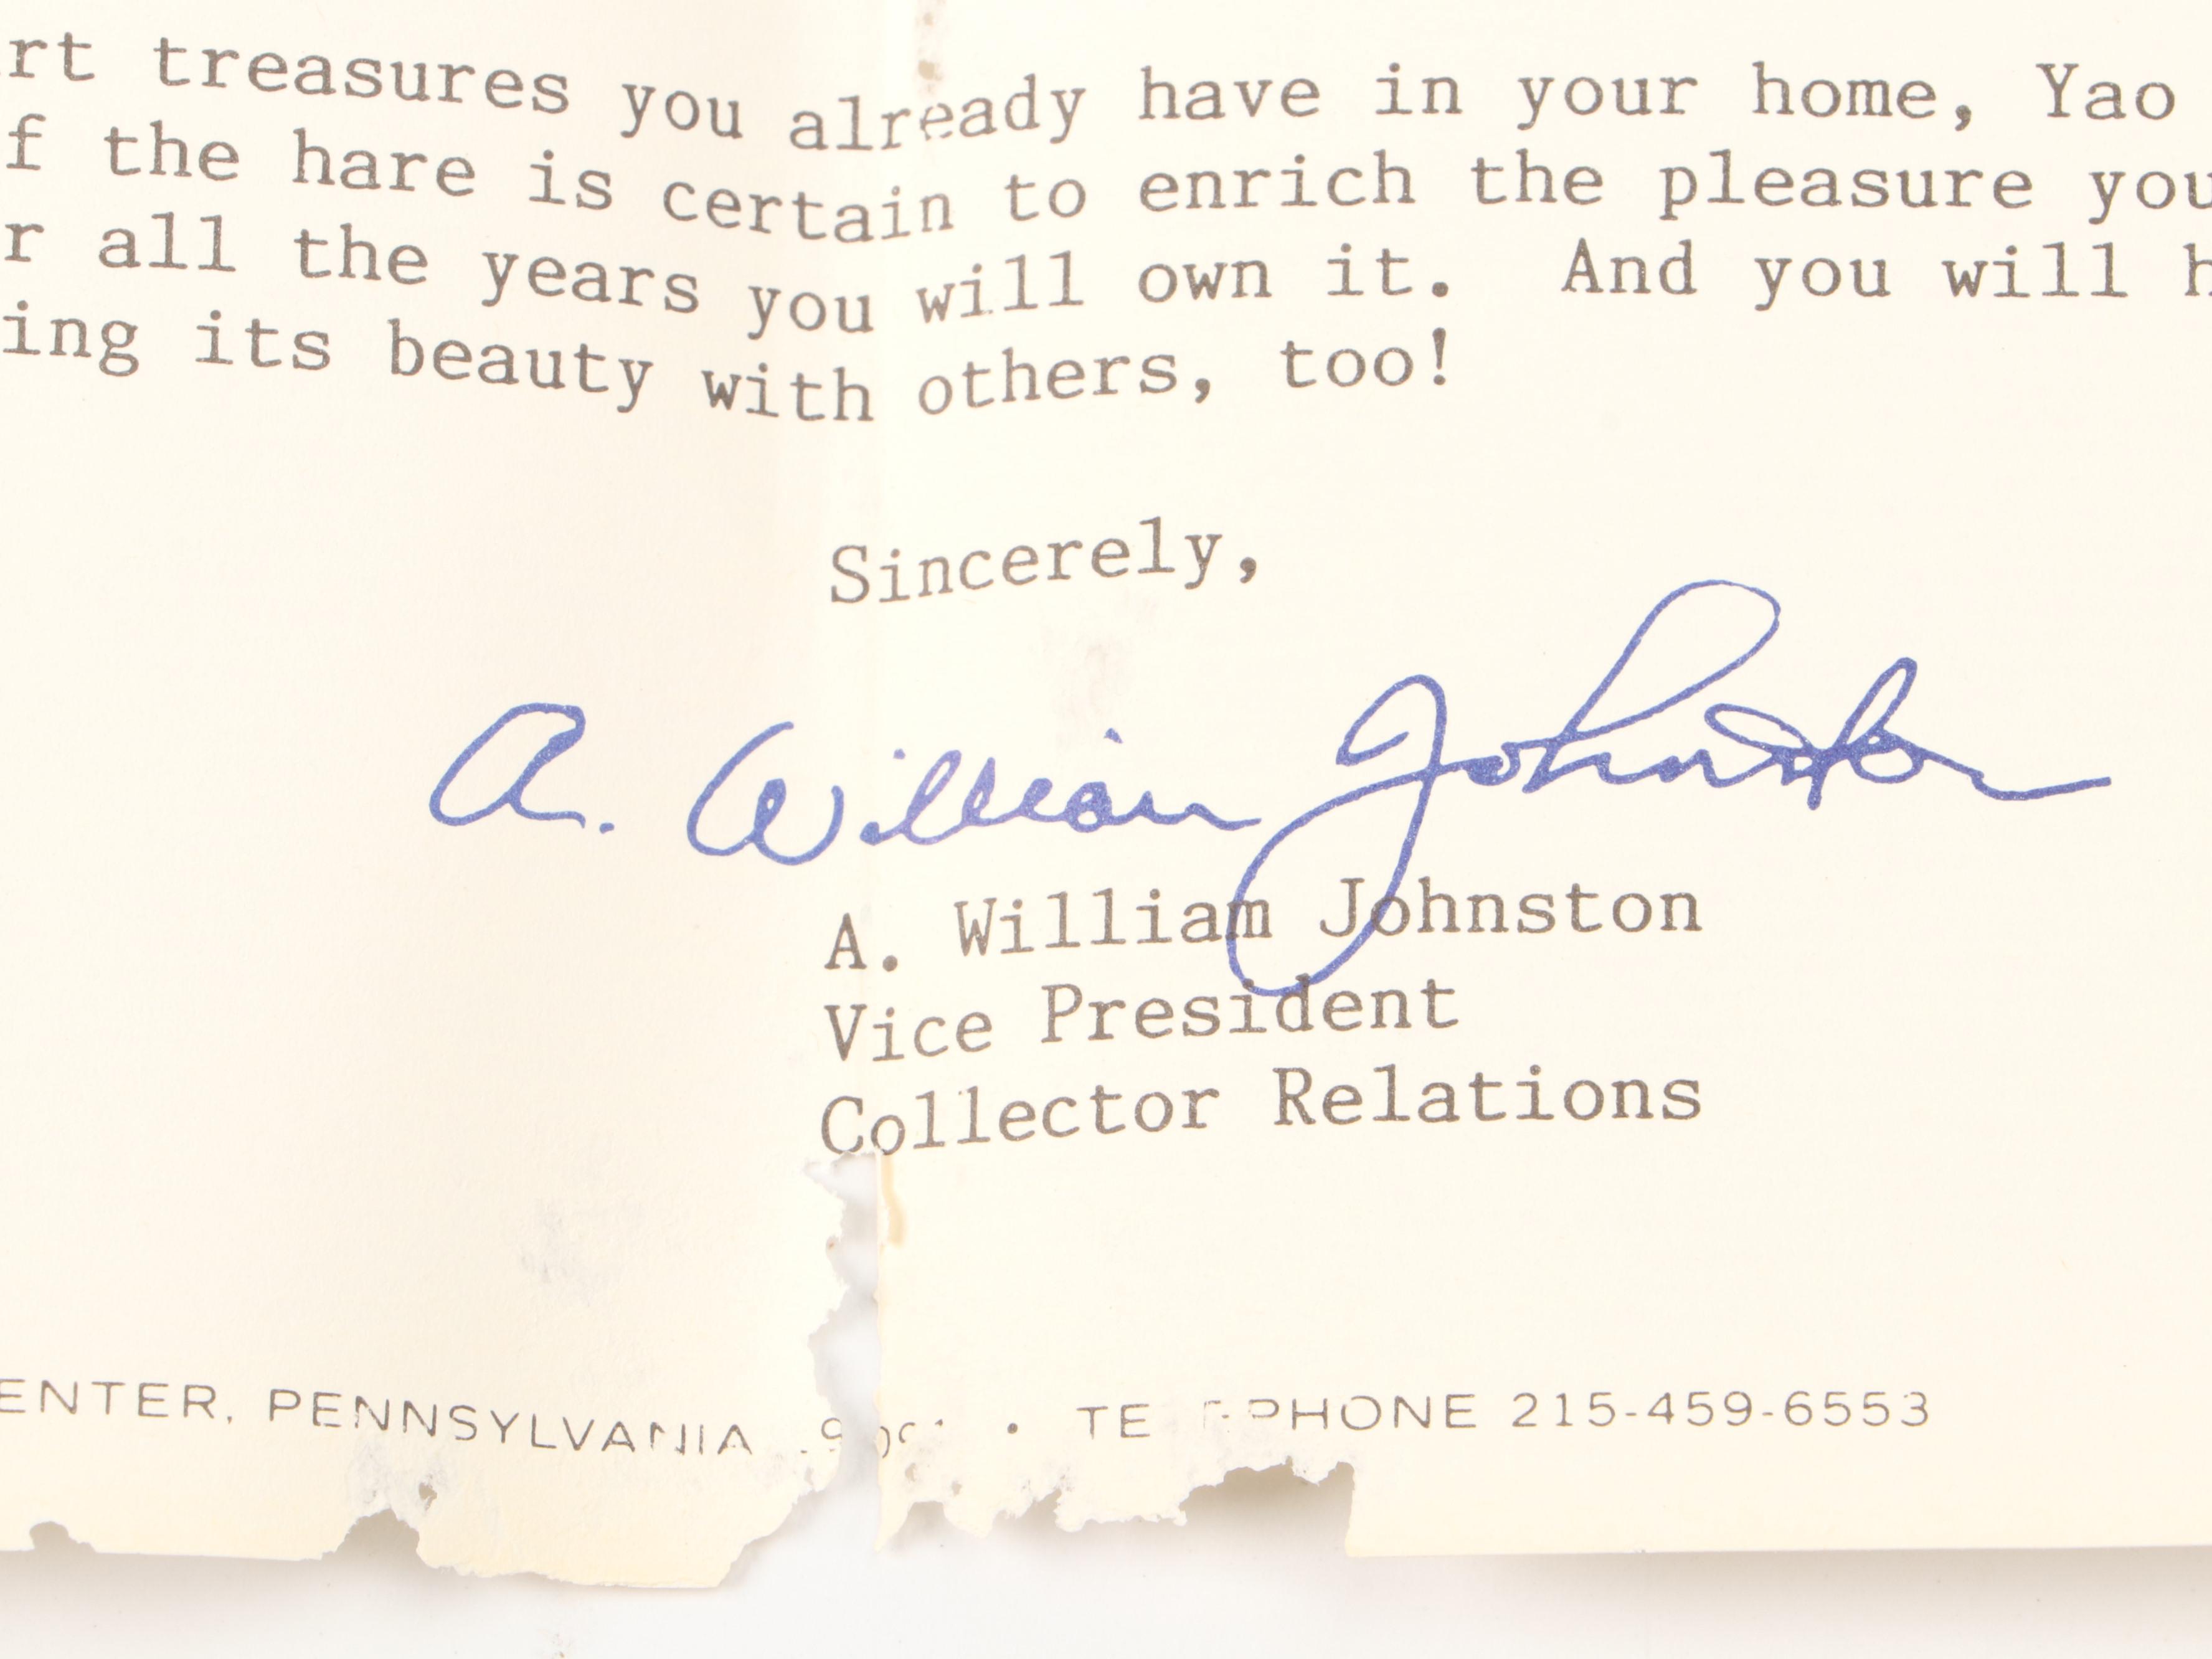 rt treasures you already have in your home, Yao
f the hare is certain to enrich the pleasure you
r all the years you will own it. And you will h
ing its beauty with others, too!
Sincerely,
A. William Johnston
A. William Johnston
Vice President
Collector Relations
ENTER, PENNSYLVANIA • TE PHONE 215-459-6553